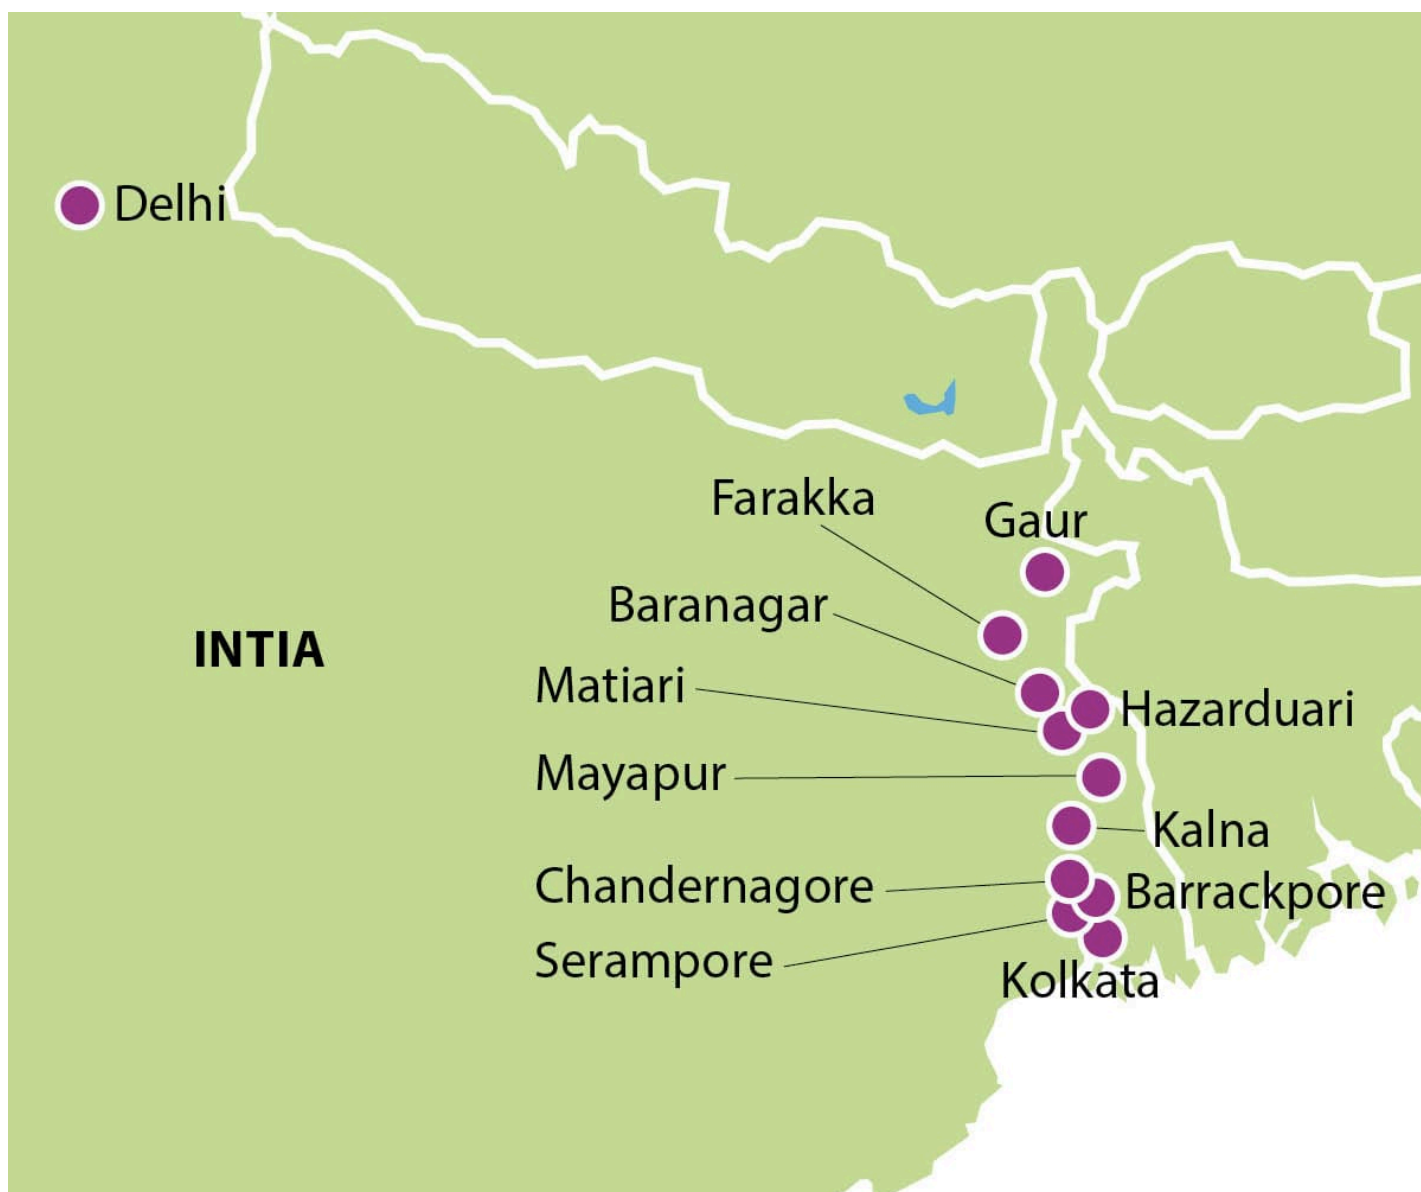 Delhi
Farakka
Gaur
Baranagar
INTIA
Matiari
Hazarduari
Mayapur
Kalna
Chandernagore
Barrackpore
Serampore
Kolkata